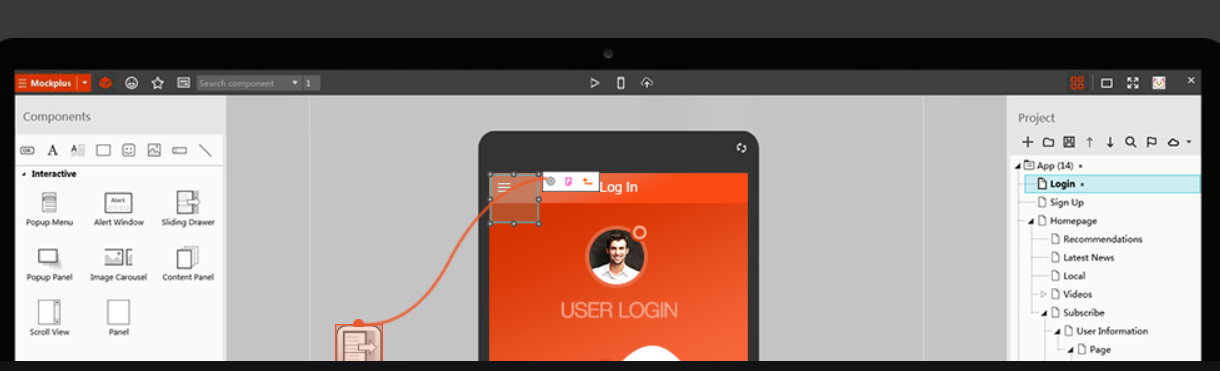 Mockplus
Search component
1
Components
Project
OK
A
A
App (14)
Interactive
Login
Log In
Sign Up
Alert
Popup Menu
Alert Window
Sliding Drawer
Homepage
Recommendations
Latest News
Popup Panel
Image Carousel
Content Panel
Local
Videos
USER LOGIN
Subscribe
Scroll View
Panel
User Information
Page